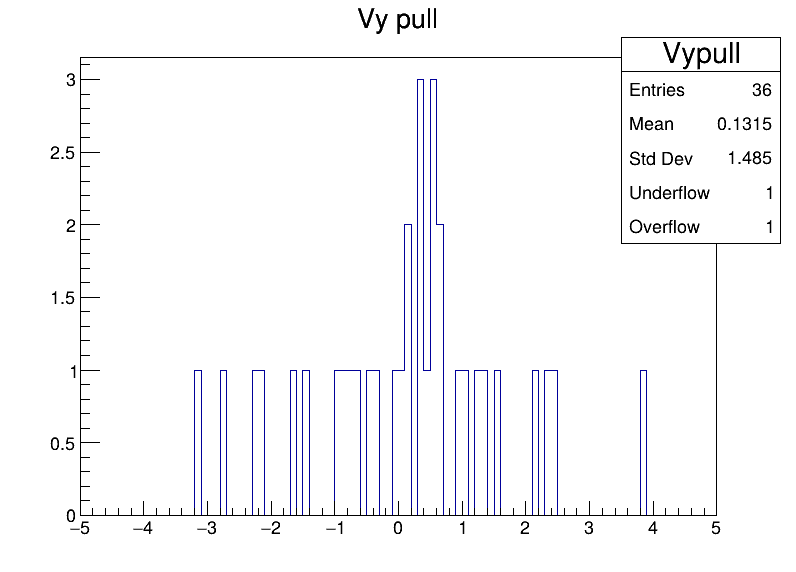 Vy pull
Vypull
Entries 36
Mean 0.1315
Std Dev 1.485
Underflow 1
Overflow 1
3
2.5
2
1.5
1
0.5
0
−5 −4 −3 −2 −1 0 1 2 3 4 5